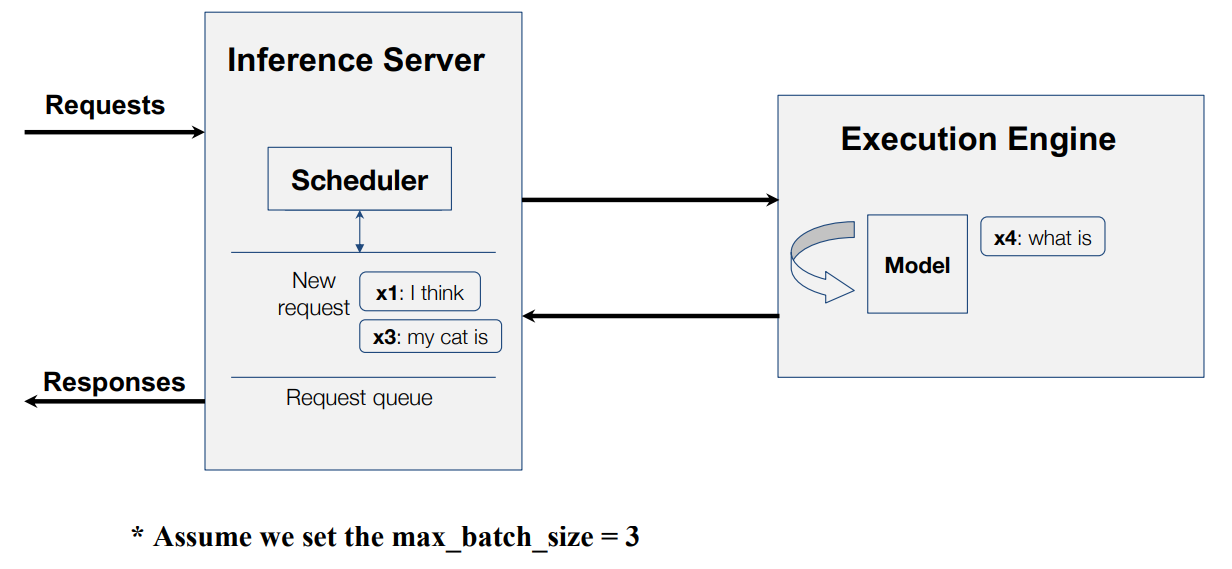 Inference Server
Requests
Scheduler
New
request
x1: I think
x3: my cat is
Request queue
Responses
Execution Engine
Model
x4: what is
* Assume we set the max_batch_size = 3